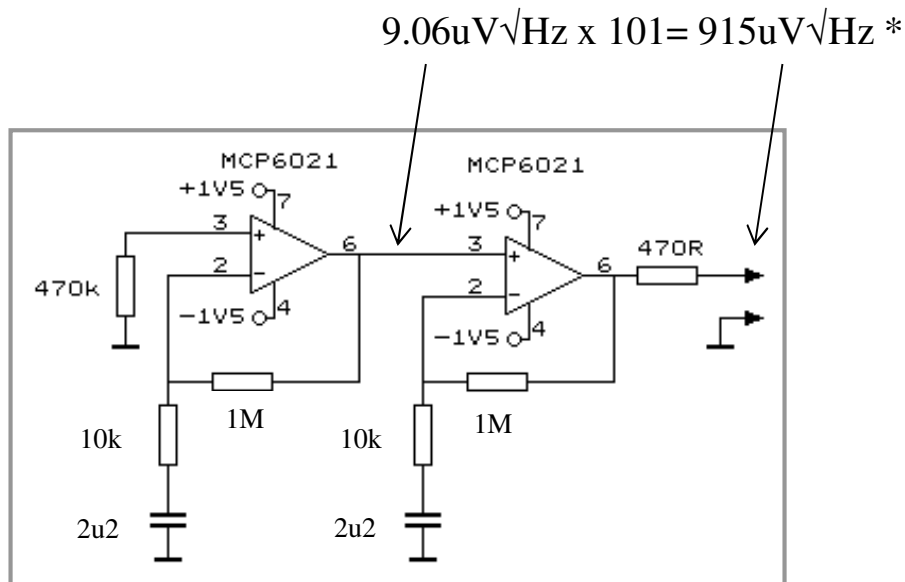 9.06uV√Hz x 101= 915uV√Hz *
MCP6021
MCP6021
+1V5
7
+1V5
7
3
+
6
3
+
6
470R
2
−
2
−
470k
−1V5
4
−1V5
4
1M
1M
10k
10k
2u2
2u2